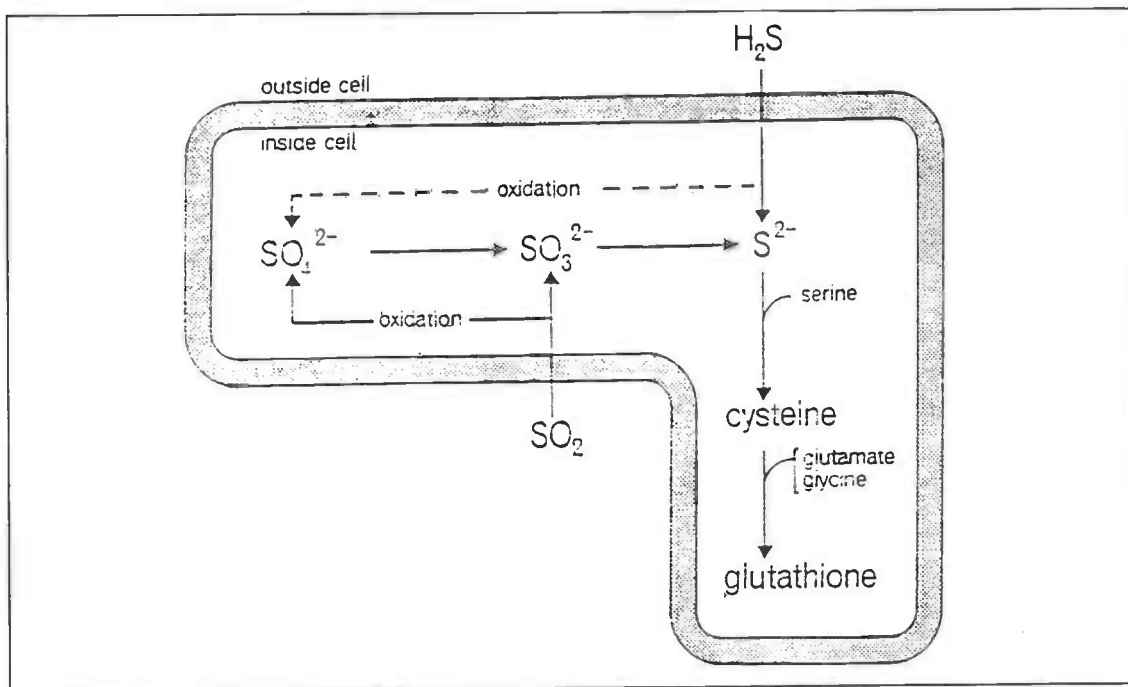 H₂S
outside cell
inside cell
oxidation
SO₄²⁻ SO₃²⁻ S²⁻
serine
oxidation
SO₂
cysteine
glutamate
glycine
glutathione